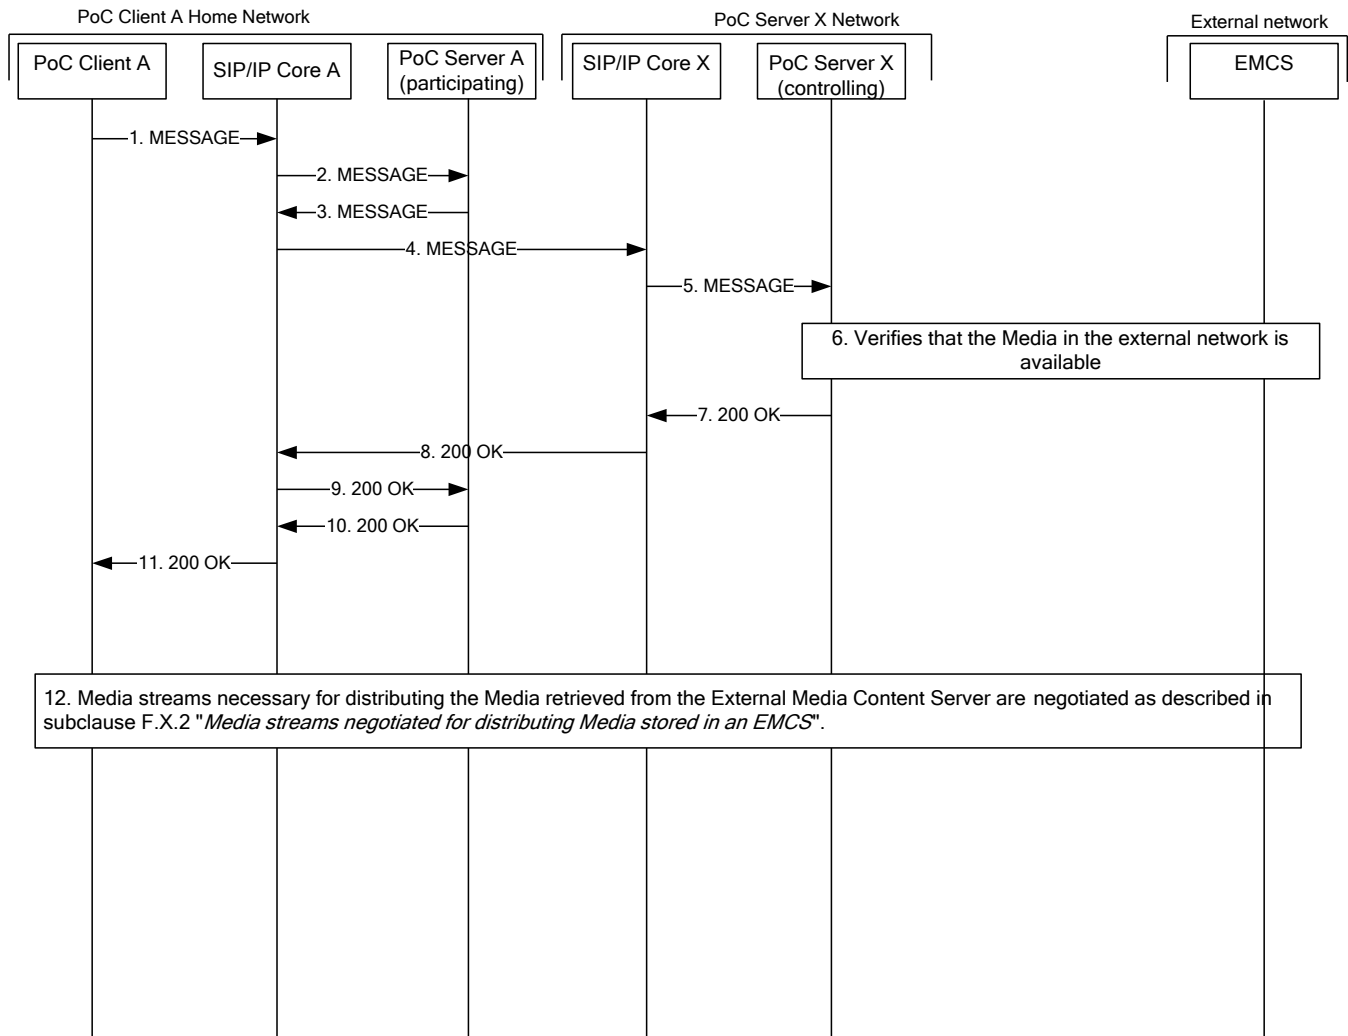 PoC Client A Home Network
PoC Server X Network
External network
PoC Client A
SIP/IP Core A
PoC Server A
(participating)
SIP/IP Core X
PoC Server X
(controlling)
EMCS
1. MESSAGE
2. MESSAGE
3. MESSAGE
4. MESSAGE
5. MESSAGE
6. Verifies that the Media in the external network is
available
7. 200 OK
8. 200 OK
9. 200 OK
10. 200 OK
11. 200 OK
12. Media streams necessary for distributing the Media retrieved from the External Media Content Server are negotiated as described in
subclause F.X.2 "Media streams negotiated for distributing Media stored in an EMCS".